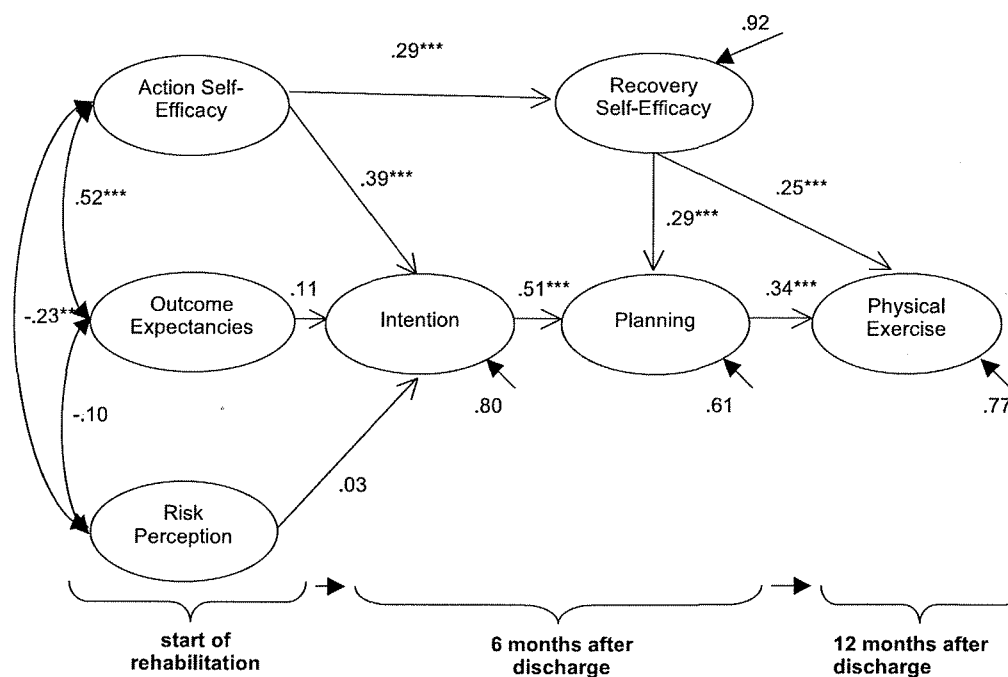 .92
.29***
Action Self-
Efficacy
Recovery
Self-Efficacy
.52***
.39***
.25***
.29***
-.23**
Outcome
Expectancies
.11
Intention
.51***
Planning
.34***
Physical
Exercise
-.10
.80
.61
.77
.03
Risk
Perception
start of
rehabilitation
6 months after
discharge
12 months after
discharge